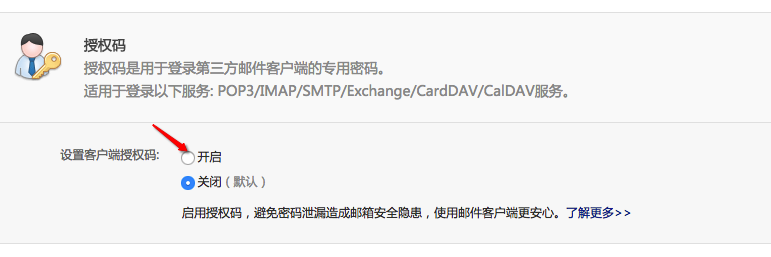 授权码
授权码是用于登录第三方邮件客户端的专用密码。
适用于登录以下服务: POP3/IMAP/SMTP/Exchange/CardDAV/CalDAV服务。
设置客户端授权码: 开启
关闭（默认）
启用授权码，避免密码泄漏造成邮箱安全隐患，使用邮件客户端更安心。了解更多>>